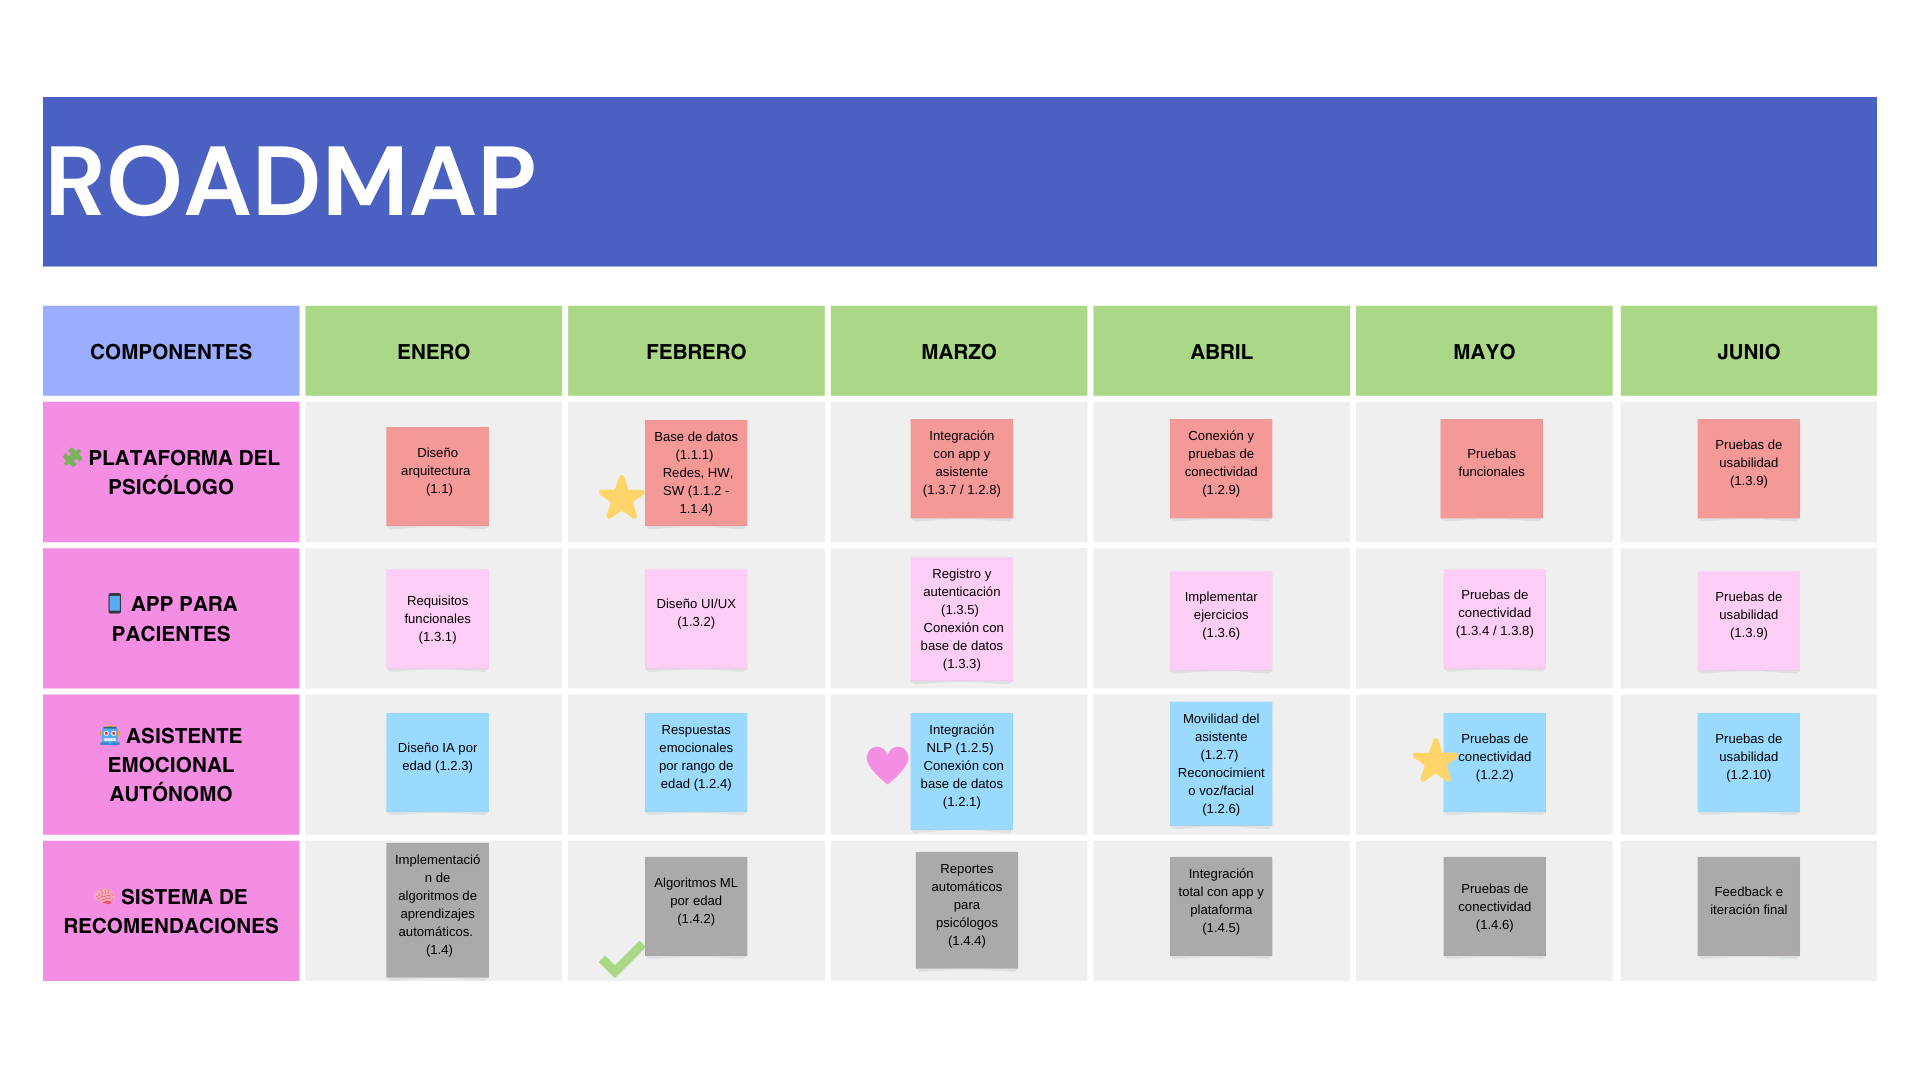 ROADMAP
COMPONENTES
ENERO
FEBRERO
MARZO
ABRIL
MAYO
JUNIO
PLATAFORMA DEL
PSICÓLOGO
Diseño
arquitectura
(1.1)
Base de datos
(1.1.1)
Redes, HW,
SW (1.1.2 -
1.1.4)
Integración
con app y
asistente
(1.3.7 / 1.2.8)
Conexión y
pruebas de
conectividad
(1.2.9)
Pruebas
funcionales
Pruebas de
usabilidad
(1.3.9)
APP PARA
PACIENTES
Requisitos
funcionales
(1.3.1)
Diseño UI/UX
(1.3.2)
Registro y
autenticación
(1.3.5)
Conexión con
base de datos
(1.3.3)
Implementar
ejercicios
(1.3.6)
Pruebas de
conectividad
(1.3.4 / 1.3.8)
Pruebas de
usabilidad
(1.3.9)
ASISTENTE
EMOCIONAL
AUTÓNOMO
Diseño IA por
edad (1.2.3)
Respuestas
emocionales
por rango de
edad (1.2.4)
Integración
NLP (1.2.5)
Conexión con
base de datos
(1.2.1)
Movilidad del
asistente
(1.2.7)
Reconocimient
o voz/facial
(1.2.6)
Pruebas de
conectividad
(1.2.2)
Pruebas de
usabilidad
(1.2.10)
SISTEMA DE
RECOMENDACIONES
Implementació
n de
algoritmos de
aprendizajes
automáticos.
(1.4)
Algoritmos ML
por edad
(1.4.2)
Reportes
automáticos
para
psicólogos
(1.4.4)
Integración
total con app y
plataforma
(1.4.5)
Pruebas de
conectividad
(1.4.6)
Feedback e
iteración final